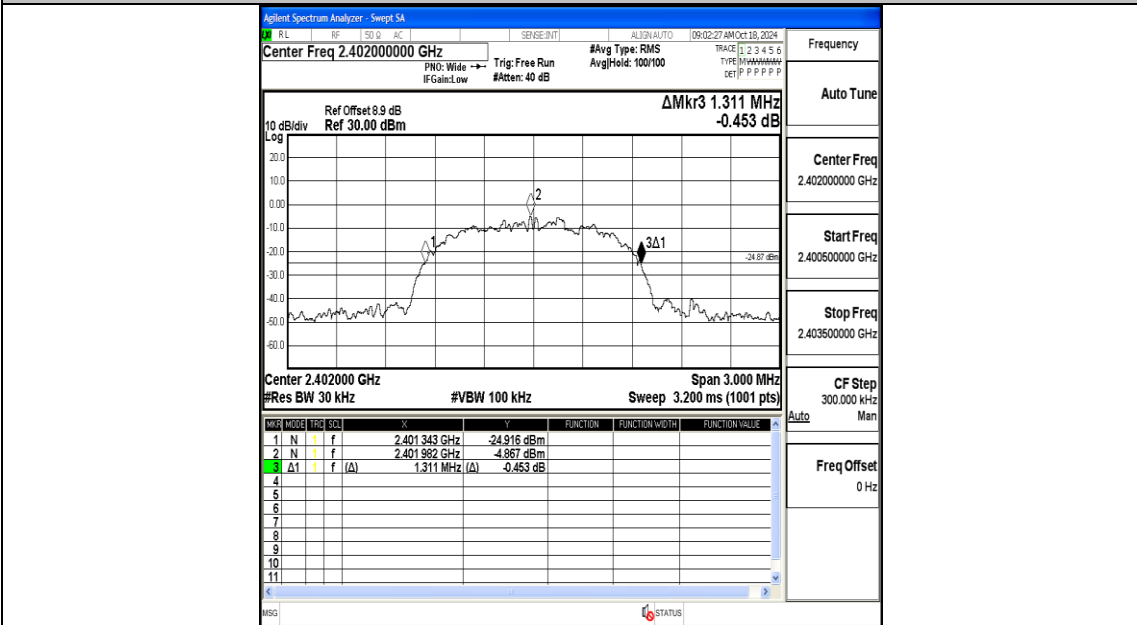 Agilent Spectrum Analyzer - Swept SA
RL RF 50 Ω AC SENSE:INT ALIGNAUTO 09:02:27 AM Oct 18, 2024
Center Freq 2.402000000 GHz
PNO: Wide
IFGain:Low
Trig: Free Run
#Atten: 40 dB
#Avg Type: RMS
Avg|Hold: 100/100
TRACE 1 2 3 4 5 6
TYPE
DET P P P P P P
Ref Offset 8.9 dB
Ref 30.00 dBm
10 dB/div
Log
ΔMkr3 1.311 MHz
-0.453 dB
20.0
10.0
0.00
-10.0
-20.0
-30.0
-40.0
-50.0
-60.0
1
2
3Δ1
-24.87 dBm
Center 2.402000 GHz
Span 3.000 MHz
#Res BW 30 kHz
#VBW 100 kHz
Sweep 3.200 ms (1001 pts)
MKR MODE TRC SCL X Y FUNCTION FUNCTION WIDTH FUNCTION VALUE
1 N 1 f 2.401 343 GHz -24.916 dBm
2 N 1 f 2.401 982 GHz -4.867 dBm
3 Δ1 1 f (Δ) 1.311 MHz (Δ) -0.453 dB
4
5
6
7
8
9
10
11
MSG
STATUS
Frequency
Auto Tune
Center Freq
2.402000000 GHz
Start Freq
2.400500000 GHz
Stop Freq
2.403500000 GHz
CF Step
300.000 kHz
Auto Man
Freq Offset
0 Hz